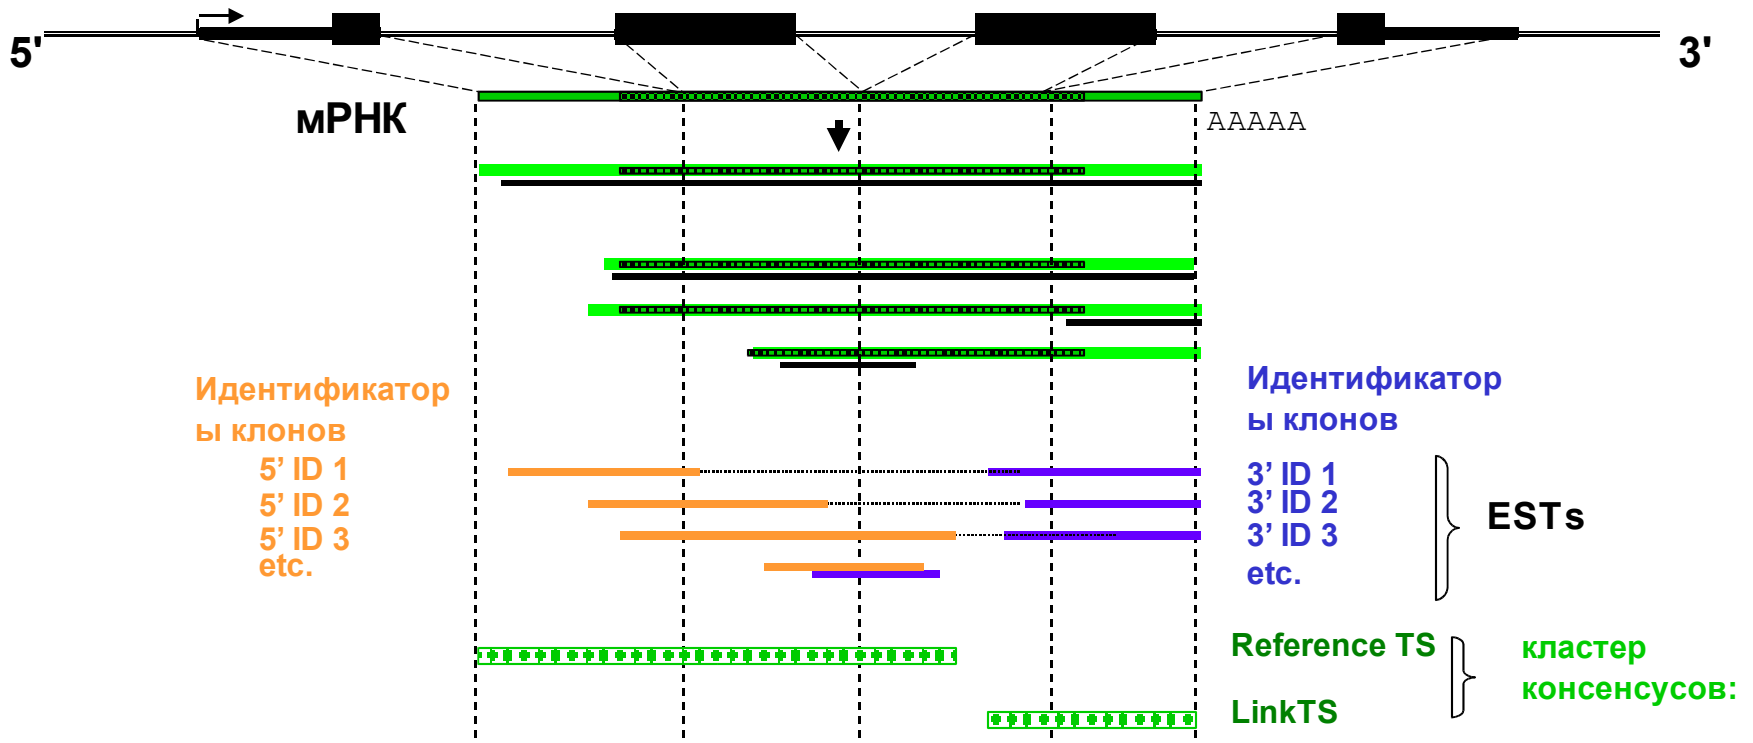 5'
3'
мРНК
AAAAA
Идентификатор
ы клонов
5’ ID 1
5’ ID 2
5’ ID 3
etc.
Идентификатор
ы клонов
3’ ID 1
3’ ID 2
3’ ID 3
etc.
ESTs
Reference TS
LinkTS
кластер
консенсусов: